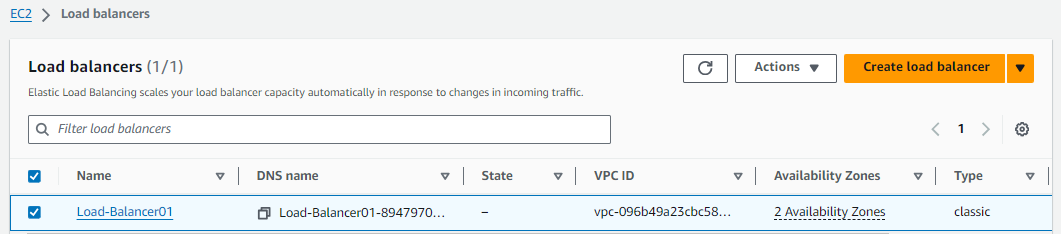 EC2 > Load balancers
Load balancers (1/1)
Actions
Create load balancer
Elastic Load Balancing scales your load balancer capacity automatically in response to changes in incoming traffic.
Filter load balancers
1
Name DNS name State VPC ID Availability Zones Type
Load-Balancer01 Load-Balancer01-8947970... – vpc-096b49a23cbc58... 2 Availability Zones classic